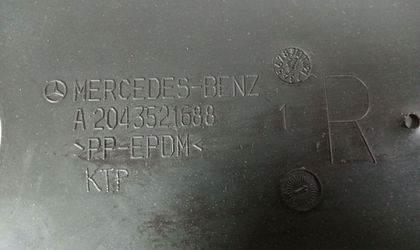 MERCEDES-BENZ
A 2043521688 1 R
>PP-EPDM<
KTP